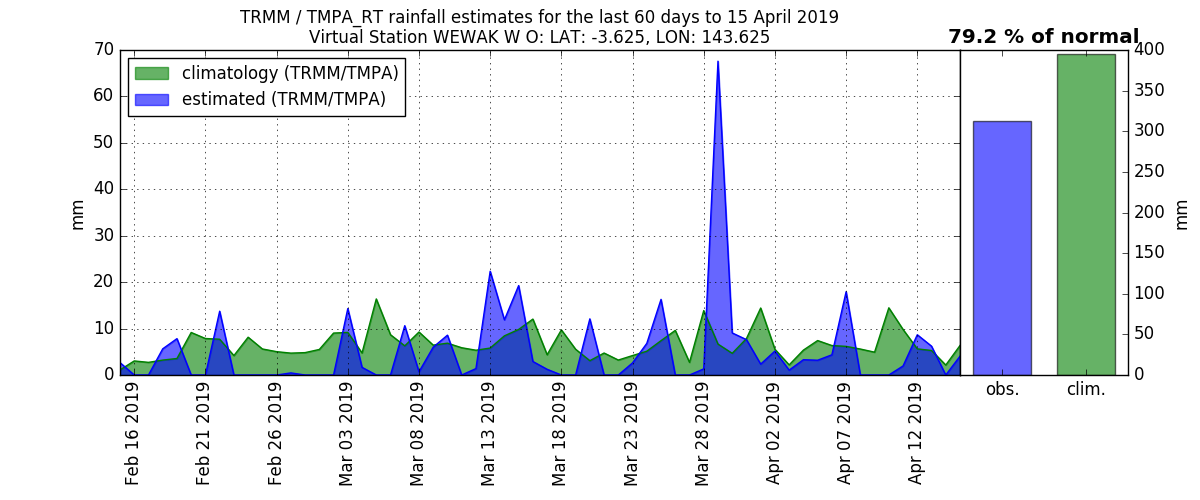 TRMM / TMPA_RT rainfall estimates for the last 60 days to 15 April 2019
Virtual Station WEWAK W O: LAT: -3.625, LON: 143.625
79.2 % of normal
climatology (TRMM/TMPA)
estimated (TRMM/TMPA)
70
60
50
40
30
20
10
0
mm
Feb 16 2019
Feb 21 2019
Feb 26 2019
Mar 03 2019
Mar 08 2019
Mar 13 2019
Mar 18 2019
Mar 23 2019
Mar 28 2019
Apr 02 2019
Apr 07 2019
Apr 12 2019
obs.
clim.
400
350
300
250
200
150
100
50
0
mm